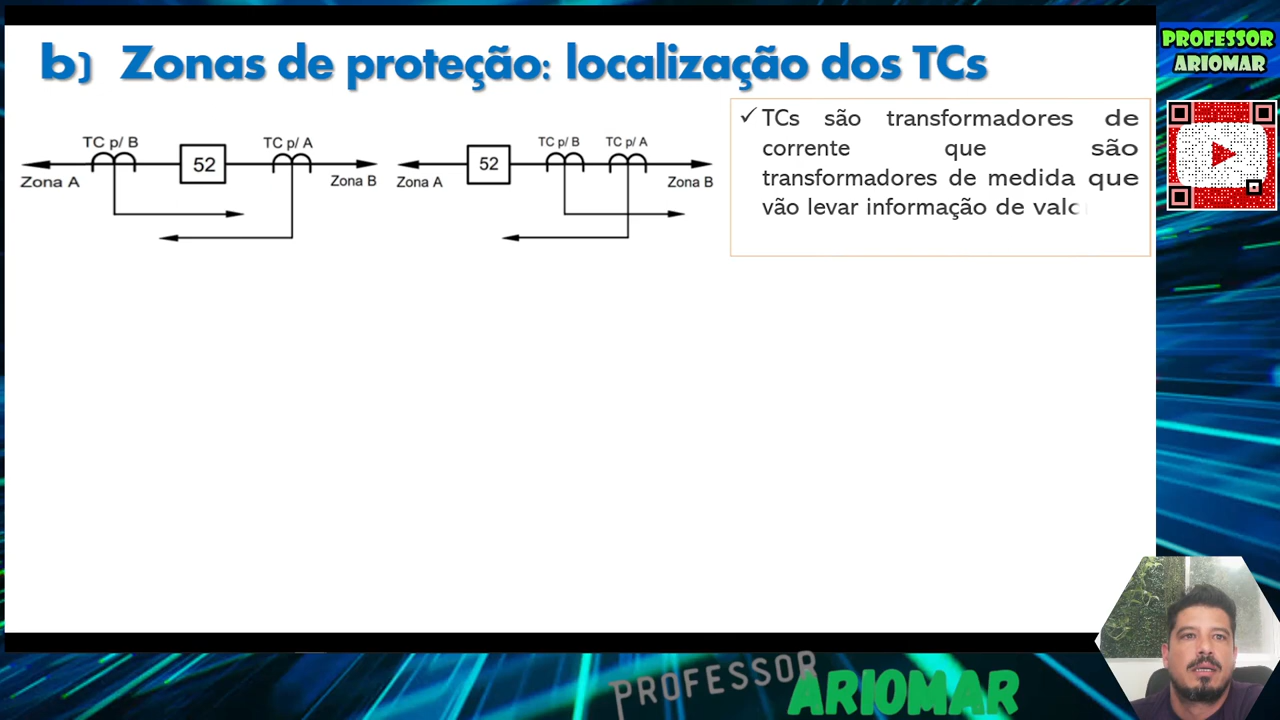 b) Zonas de proteção: localização dos TCs
PROFESSOR
ARIOMAR
TC p/ B
52
TC p/ A
Zona A
Zona B
TC p/ B
TC p/ A
52
Zona A
Zona B
✓ TCs são transformadores de
corrente que são
transformadores de medida que
vão levar informação de
PROFESSOR
ARIOMAR